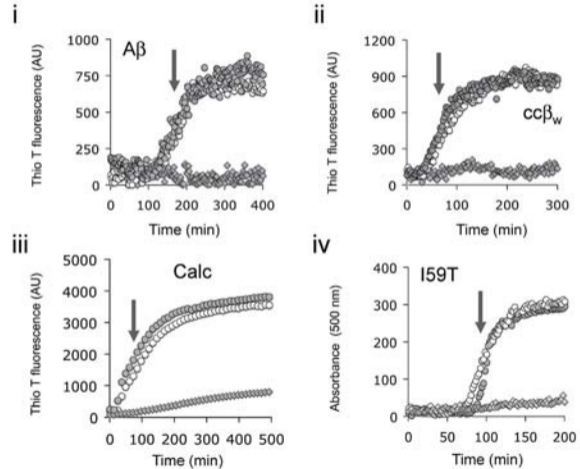 i
Aβ
Thio T fluorescence (AU)
1000
750
500
250
0
0 100 200 300 400
Time (min)
ii
ccβw
Thio T fluorescence (AU)
1200
900
600
300
0
0 100 200 300
Time (min)
iii
Calc
Thio T fluorescence (AU)
5000
4000
3000
2000
1000
0
0 100 200 300 400 500
Time (min)
iv
I59T
Absorbance (500 nm)
400
300
200
100
0
0 50 100 150 200
Time (min)